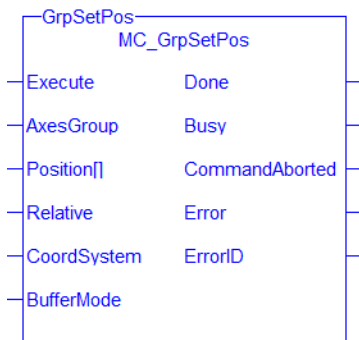 GrpSetPos
MC_GrpSetPos
Execute Done
AxesGroup Busy
Position[] CommandAborted
Relative Error
CoordSystem ErrorID
BufferMode